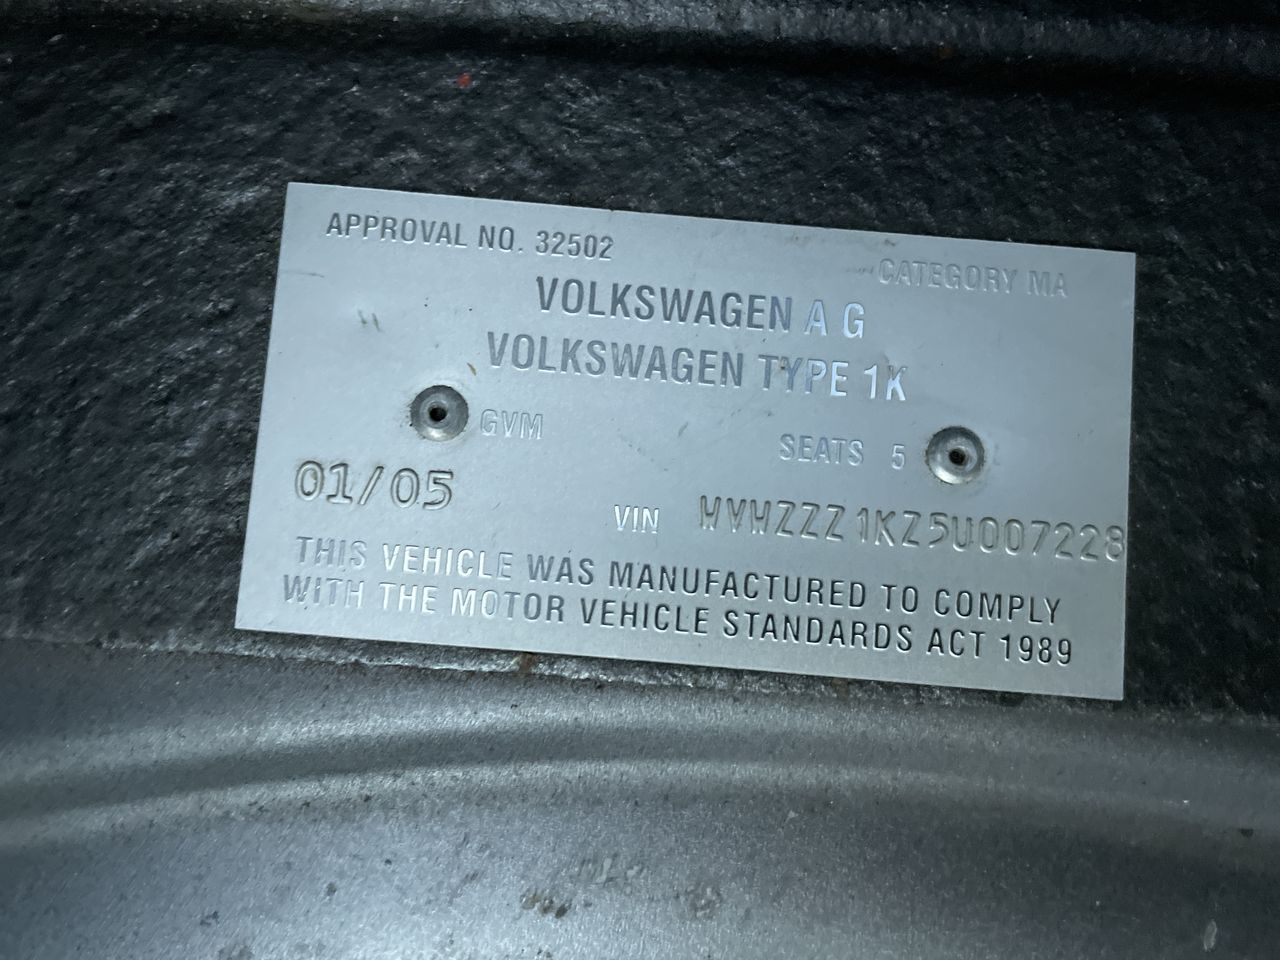 APPROVAL NO. 32502
CATEGORY MA
VOLKSWAGEN A G
VOLKSWAGEN TYPE 1K
GVM
SEATS 5
01/05
VIN WVWZZZ1KZ5U007228
THIS VEHICLE WAS MANUFACTURED TO COMPLY
WITH THE MOTOR VEHICLE STANDARDS ACT 1989